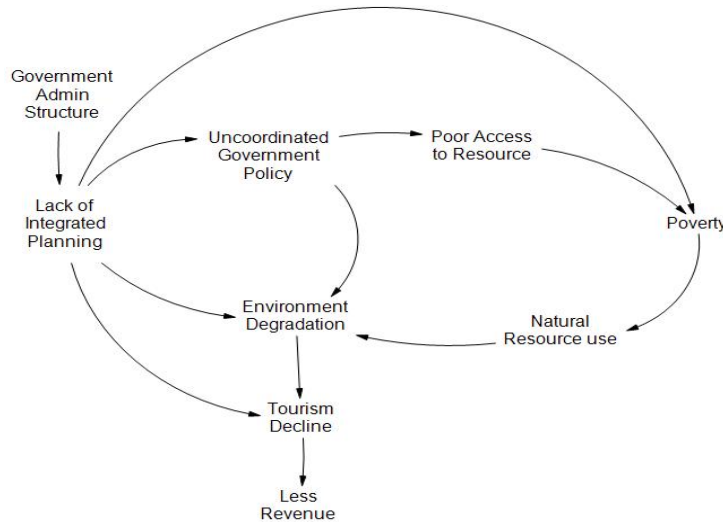 Government
Admin
Structure
Uncoordinated
Government
Policy
Poor Access
to Resource
Lack of
Integrated
Planning
Poverty
Environment
Degradation
Natural
Resource use
Tourism
Decline
Less
Revenue